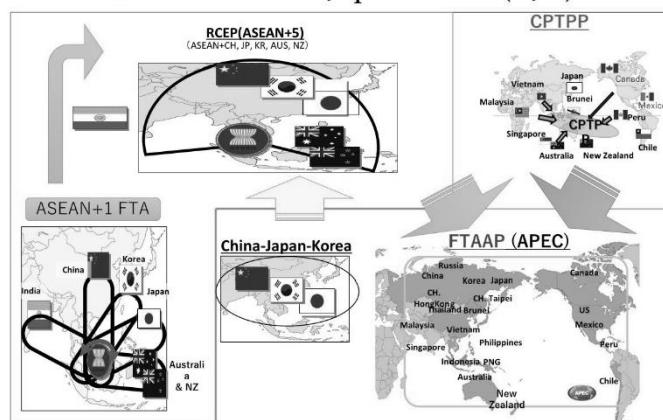 RCEP(ASEAN+5)
(ASEAN+CH, JP, KR, AUS, NZ)
CPTPP
Vietnam
Japan
Canada
Malaysia
Brunei
Mexico
CPTP
Peru
Singapore
Chile
Australia
New Zealand
ASEAN+1 FTA
China
Korea
India
Japan
Australi
a
& NZ
China-Japan-Korea
FTAAP (APEC)
Russia
China
Korea
Japan
Canada
CH.
HongKong
CH. Taipei
Thailand
Brunei
US
Mexico
Malaysia
Vietnam
Philippines
Peru
Singapore
Indonesia
PNG
Australia
Chile
New
Zealand
APEC